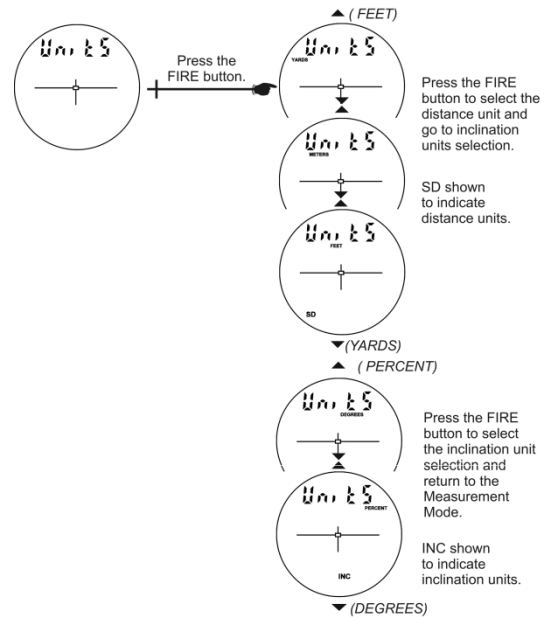 ( FEET)
UnitS
Press the
FIRE button.
UnitS
YARDS
Press the FIRE
button to select the
distance unit and
go to inclination
units selection.
UnitS
METERS
SD shown
to indicate
distance units.
UnitS
FEET
SD
(YARDS)
( PERCENT)
UnitS
DEGREES
Press the FIRE
button to select
the inclination unit
selection and
return to the
Measurement
Mode.
UnitS
PERCENT
INC shown
to indicate
inclination units.
INC
(DEGREES)